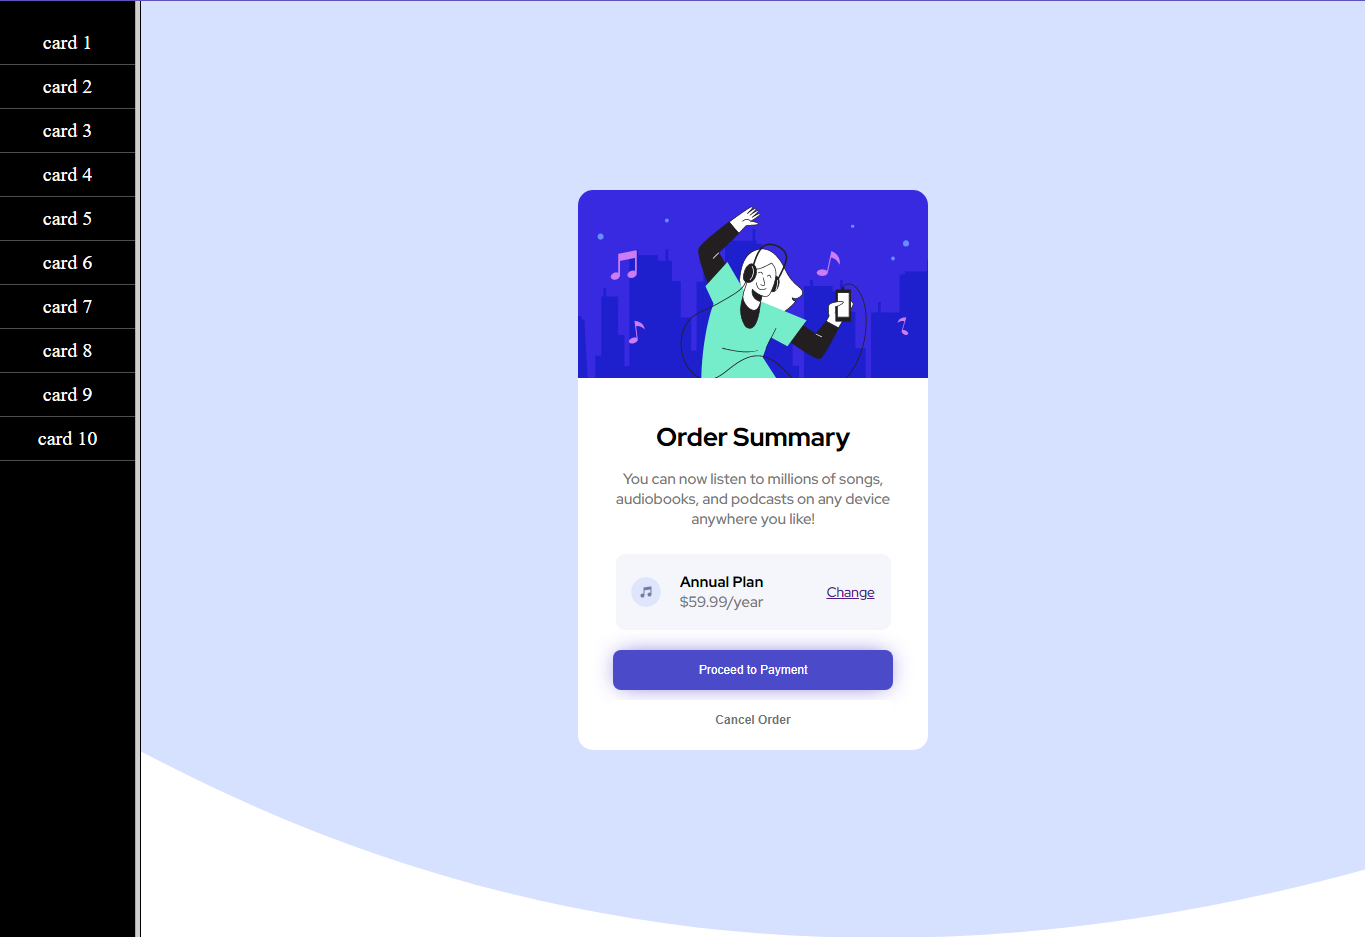 card 1
card 2
card 3
card 4
card 5
card 6
card 7
card 8
card 9
card 10
Order Summary
You can now listen to millions of songs,
audiobooks, and podcasts on any device
anywhere you like!
Annual Plan
$59.99/year
Change
Proceed to Payment
Cancel Order